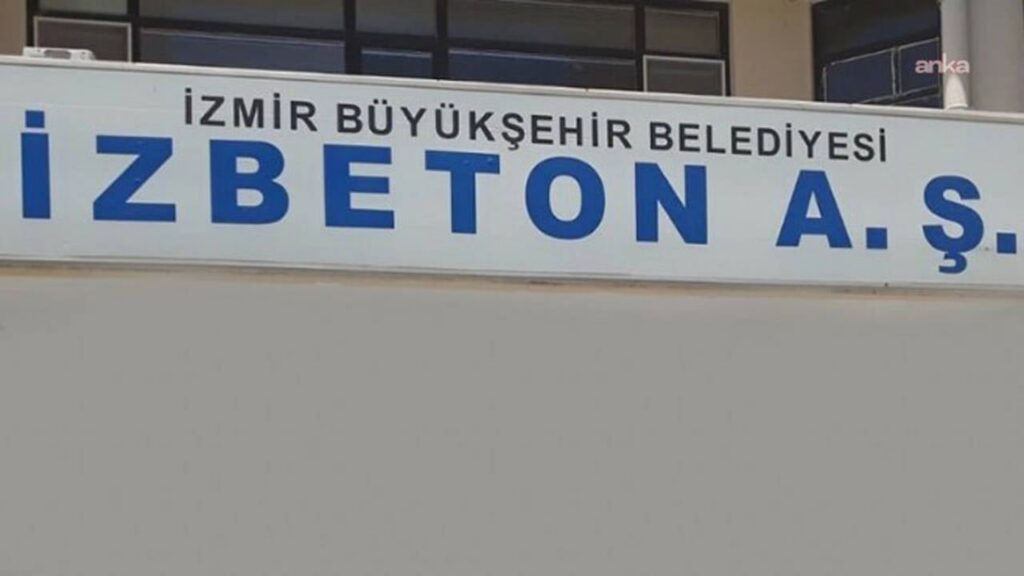 anka
İZMİR BÜYÜKŞEHİR BELEDİYESİ
İZBETON A.Ş.